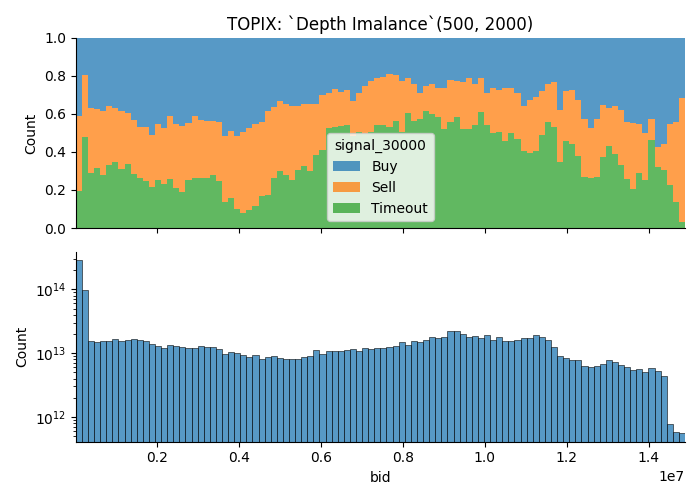 TOPIX: `Depth Imalance`(500, 2000)
1.0
0.8
0.6
0.4
0.2
0.0
Count
signal_30000
Buy
Sell
Timeout
10^14
10^13
10^12
Count
0.2 0.4 0.6 0.8 1.0 1.2 1.4
1e7
bid